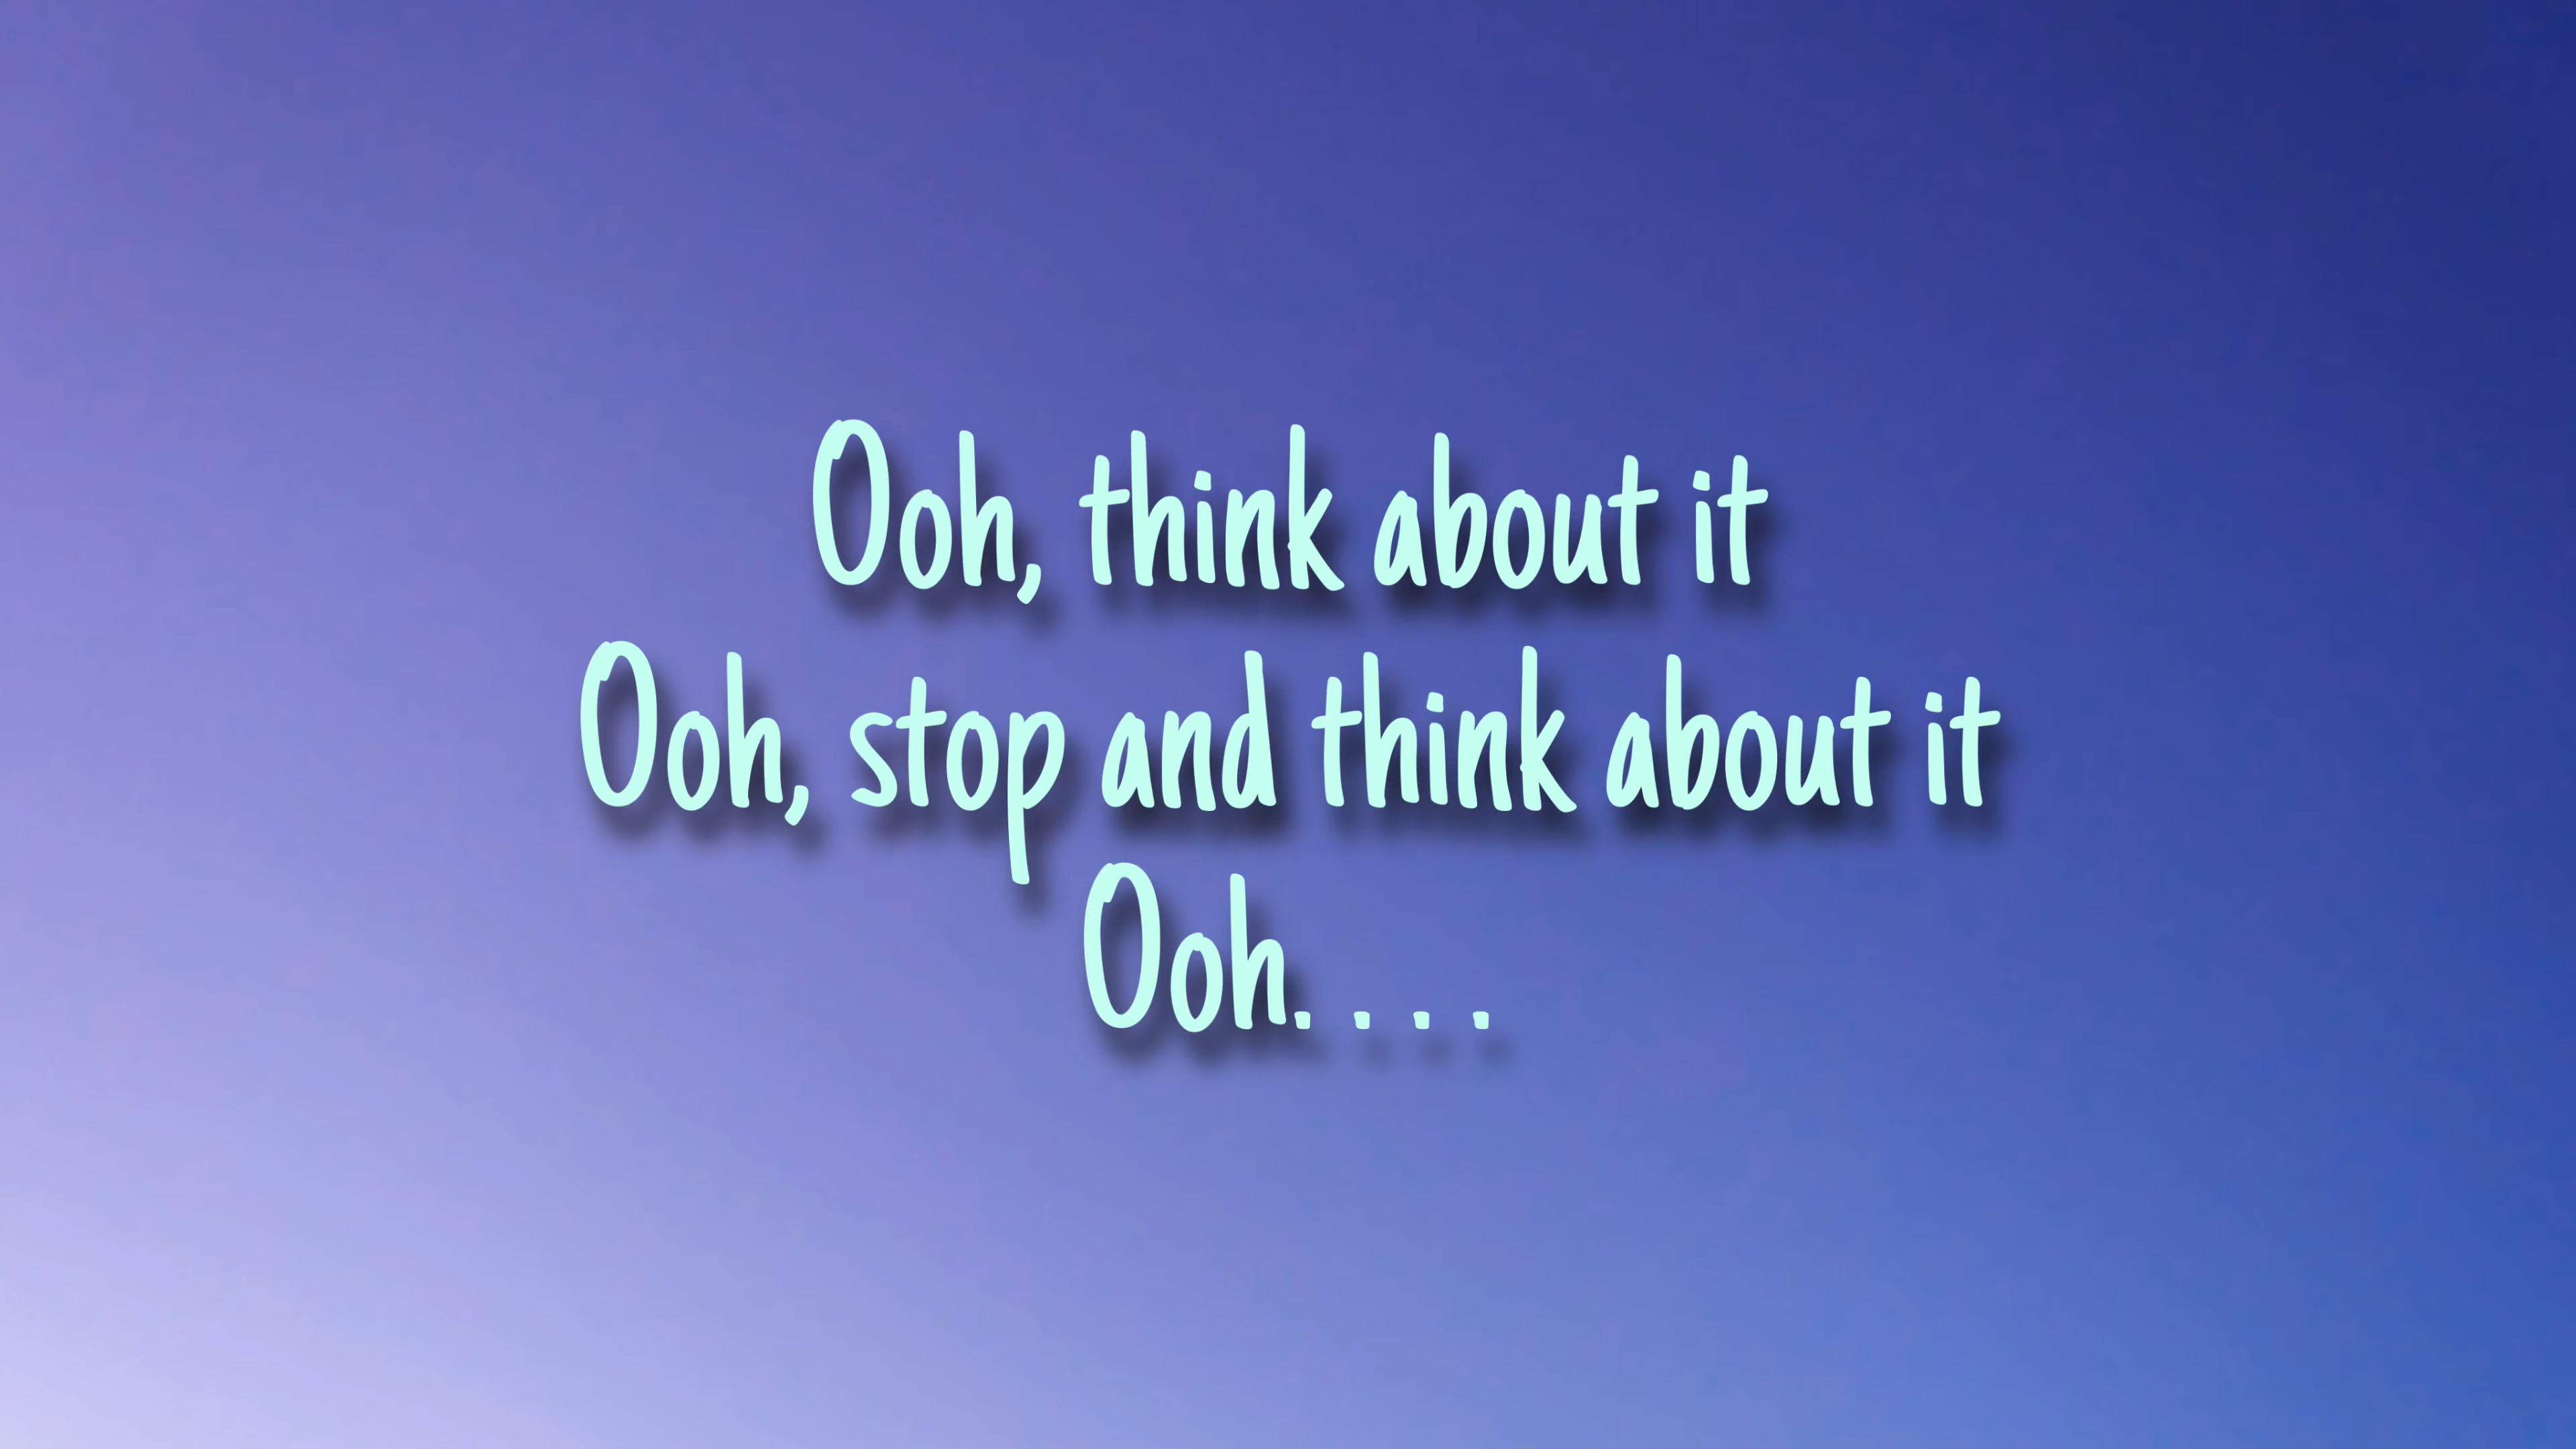 Ooh, think about it
Ooh, stop and think about it
Ooh. . . .